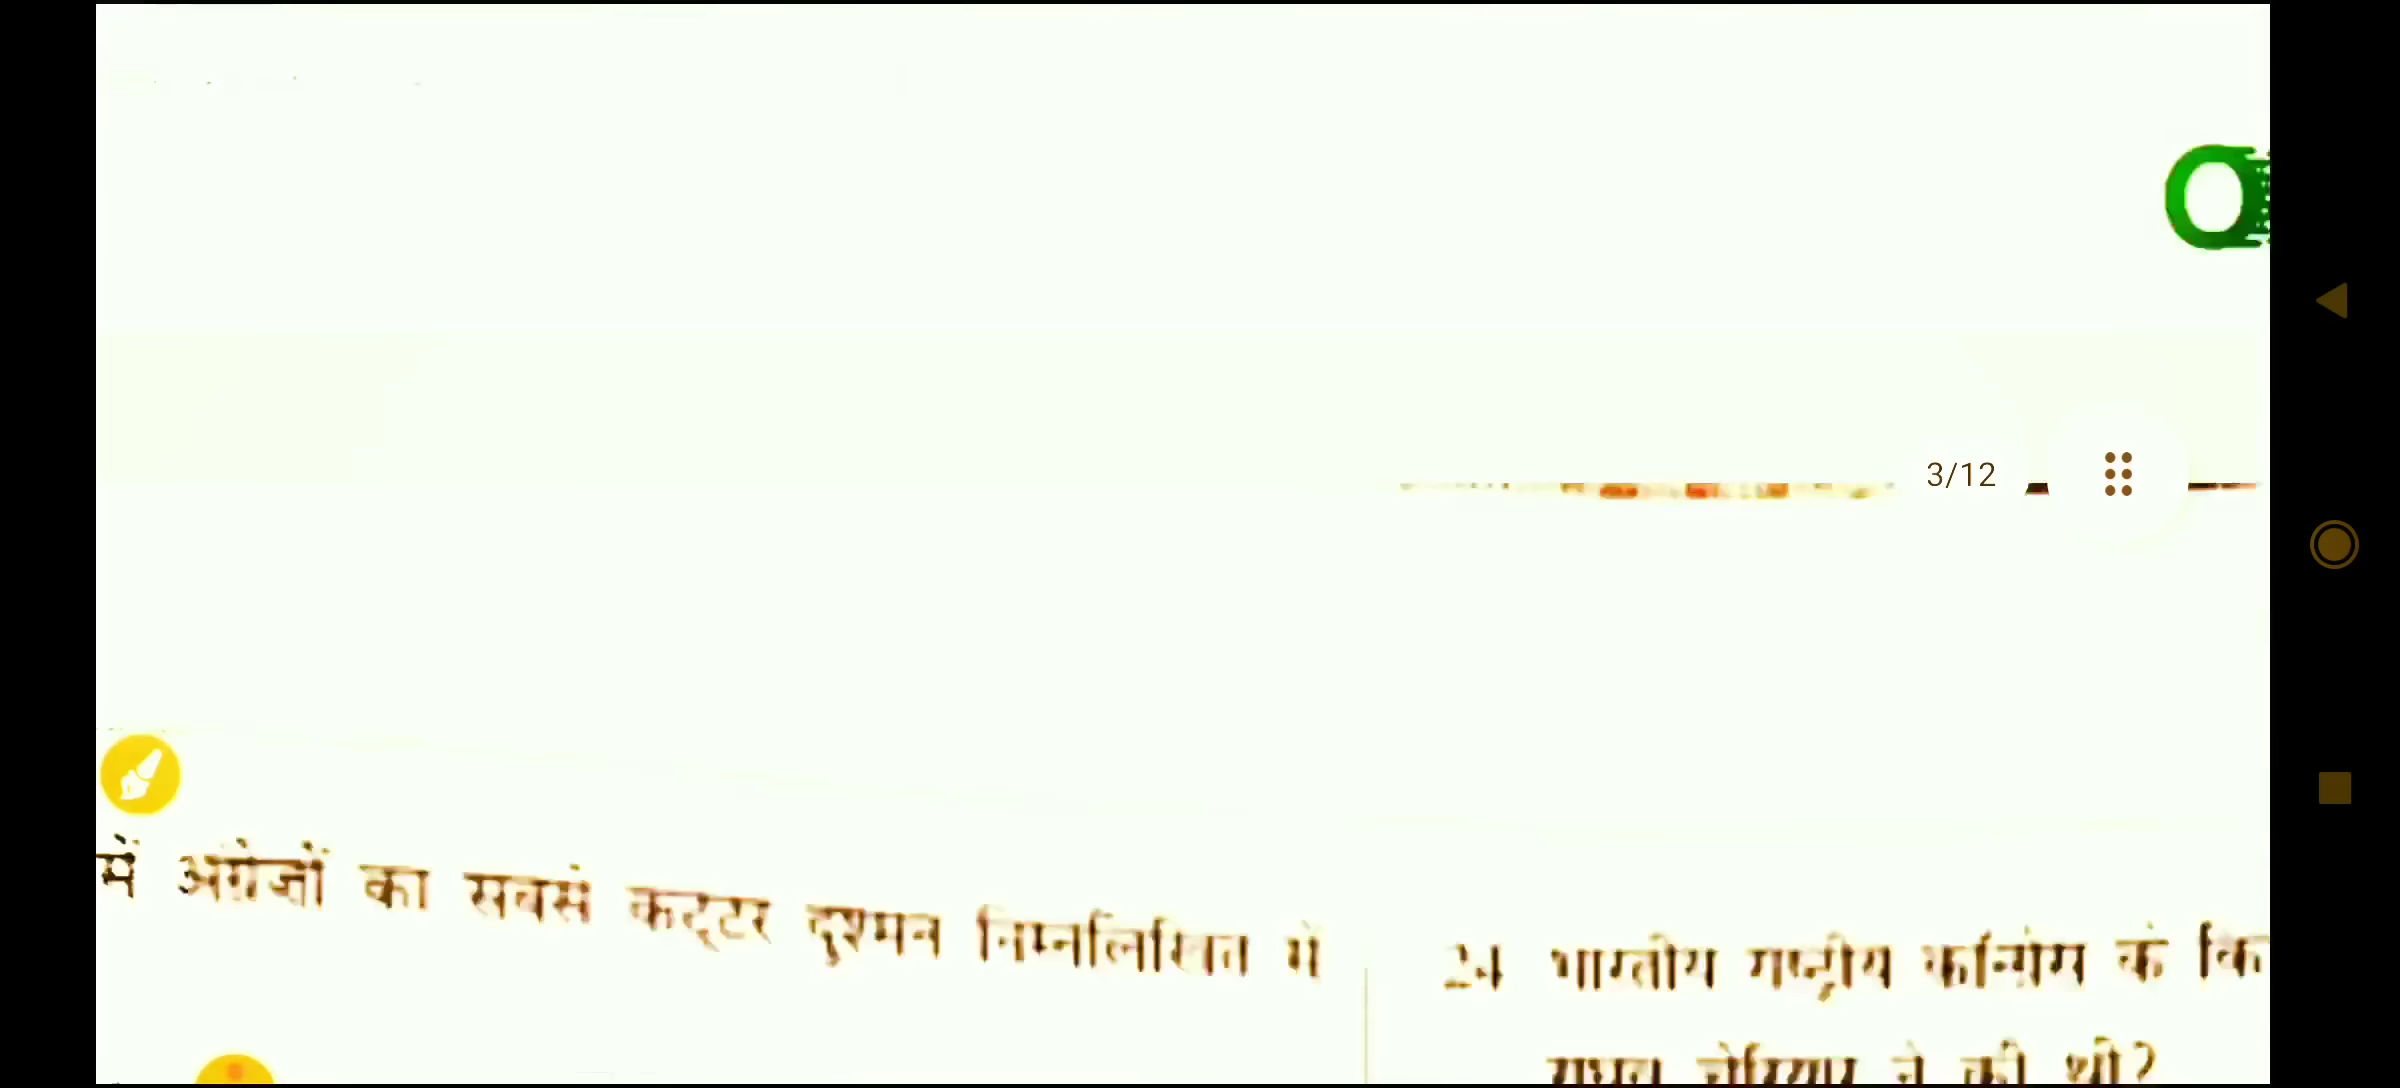 3/12
में अंग्रेजों का सबसे कट्टर दुश्मन निम्नलिखित में
24 भारतीय राष्ट्रीय कांग्रेस के कि
ने की थी?